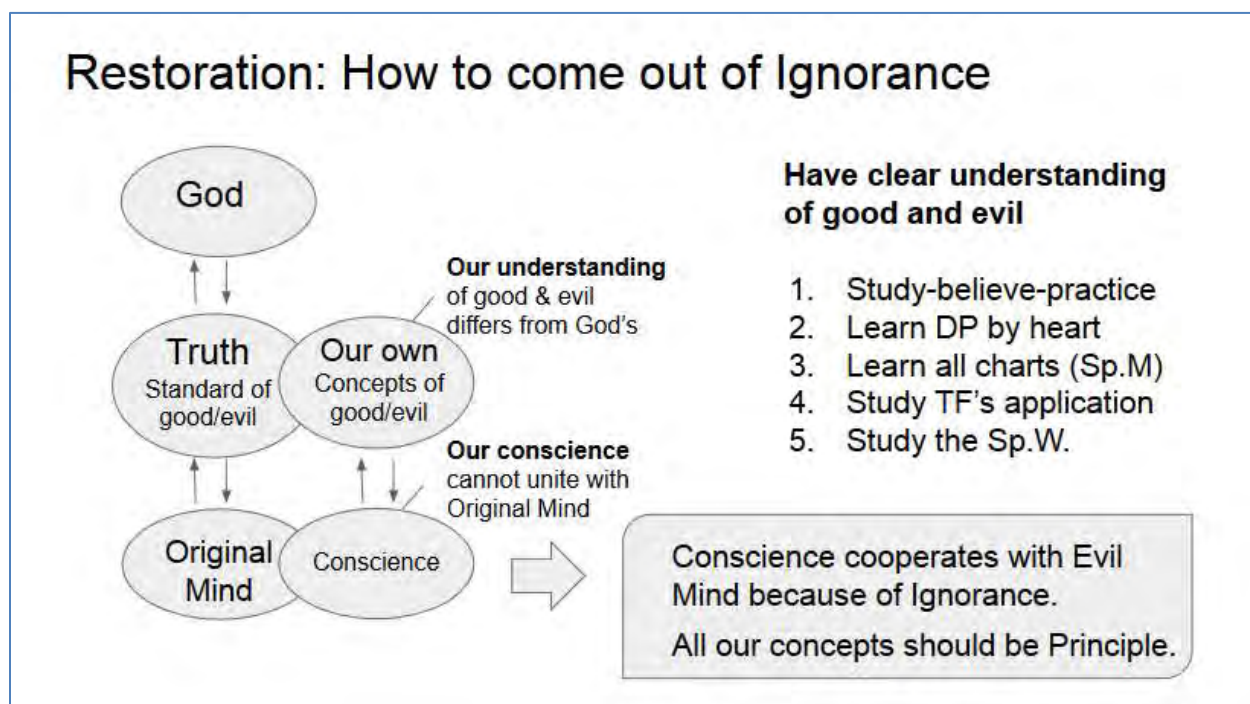 Restoration: How to come out of Ignorance
God
Truth
Standard of
good/evil
Our own
Concepts of
good/evil
Our understanding
of good & evil
differs from God's
Original
Mind
Conscience
Our conscience
cannot unite with
Original Mind
Have clear understanding
of good and evil
1. Study-believe-practice
2. Learn DP by heart
3. Learn all charts (Sp.M)
4. Study TF's application
5. Study the Sp.W.
Conscience cooperates with Evil
Mind because of Ignorance.
All our concepts should be Principle.